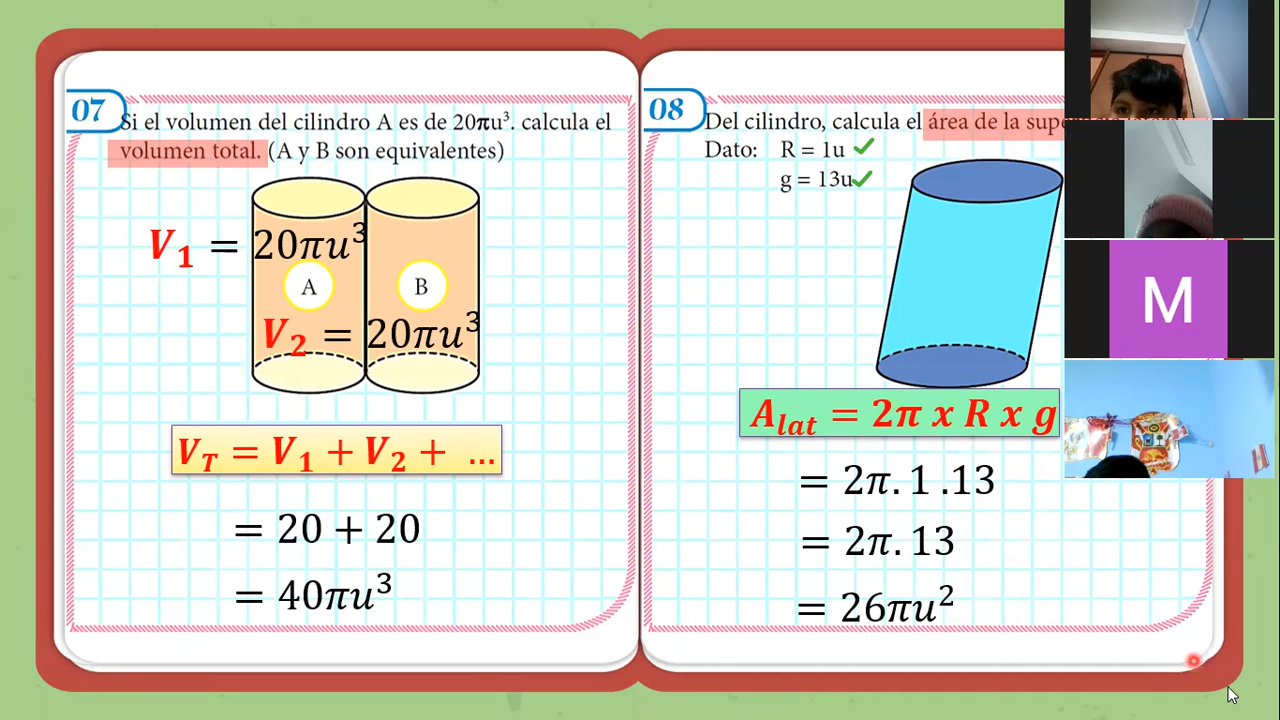 07
Si el volumen del cilindro A es de 20πu³. calcula el
volumen total. (A y B son equivalentes)
V₁ = 20πu³
A
B
V₂ = 20πu³
V_T = V₁ + V₂ + ...
= 20 + 20
= 40πu³
08
Del cilindro, calcula el área de la
Dato: R = 1u ✓
g = 13u ✓
A_lat = 2π x R x g
= 2π. 1 .13
= 2π. 13
= 26πu²
M